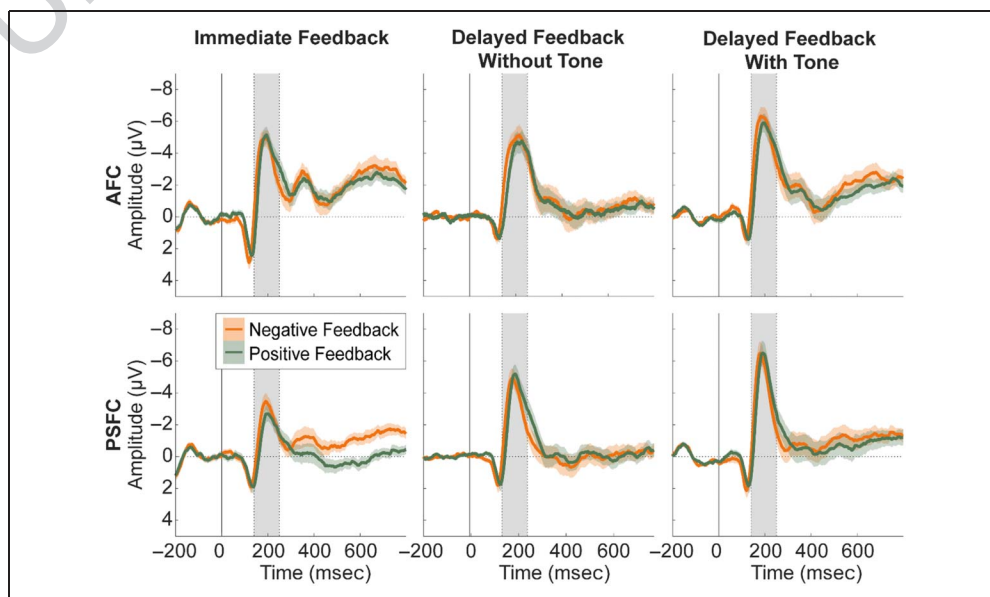 Immediate Feedback
Delayed Feedback
Without Tone
Delayed Feedback
With Tone
AFC
Amplitude (µV)
–8
–6
–4
–2
0
2
4
Negative Feedback
Positive Feedback
PSFC
Amplitude (µV)
–8
–6
–4
–2
0
2
4
–200 0 200 400 600 –200 0 200 400 600 –200 0 200 400 600
Time (msec) Time (msec) Time (msec)